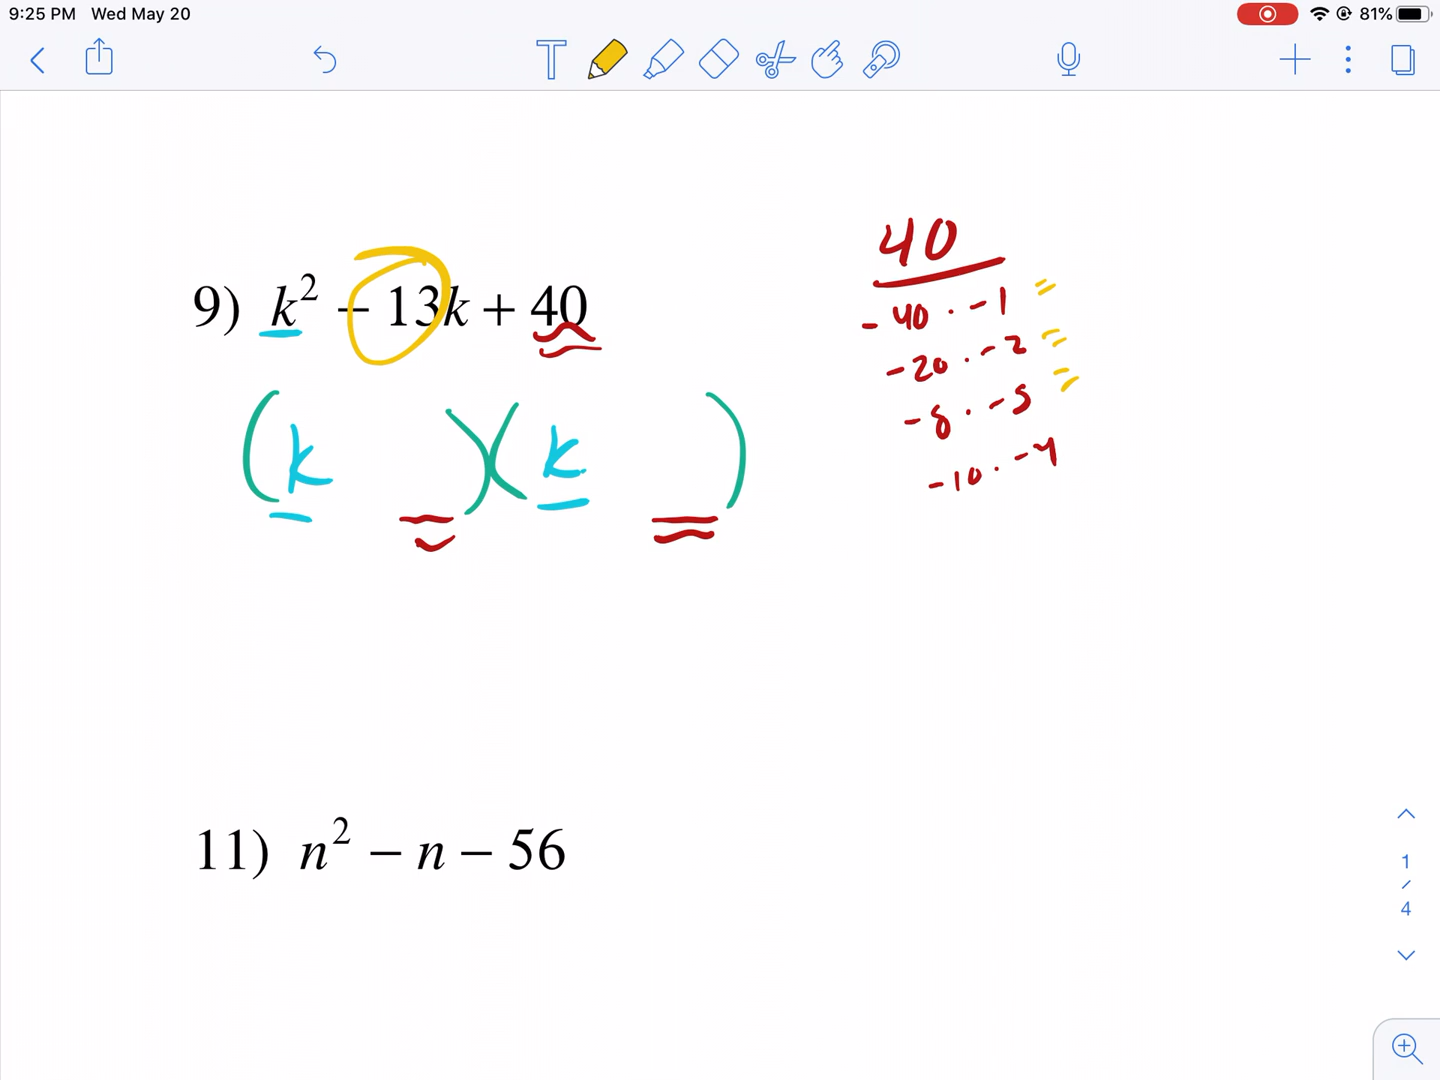 9:25 PM Wed May 20 81%
T
9) k² − 13k + 40
(k )(k )
40
-40 · -1 =
-20 · -2 =
-8 · -5 =
-10 · -4
11) n² − n − 56
1
/
4